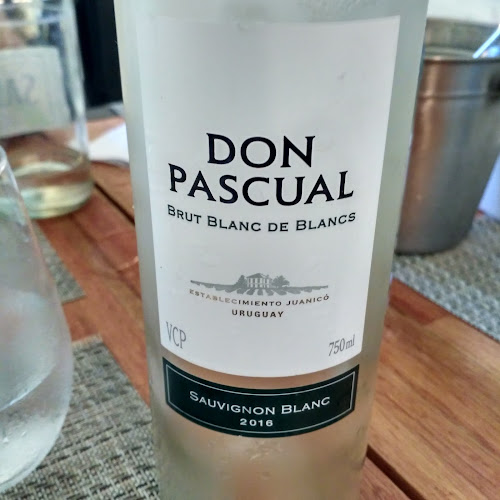 DON
PASCUAL
BRUT BLANC DE BLANCS
ESTABLECIMIENTO JUANICÓ
URUGUAY
VCP
750ml
SAUVIGNON BLANC
2016